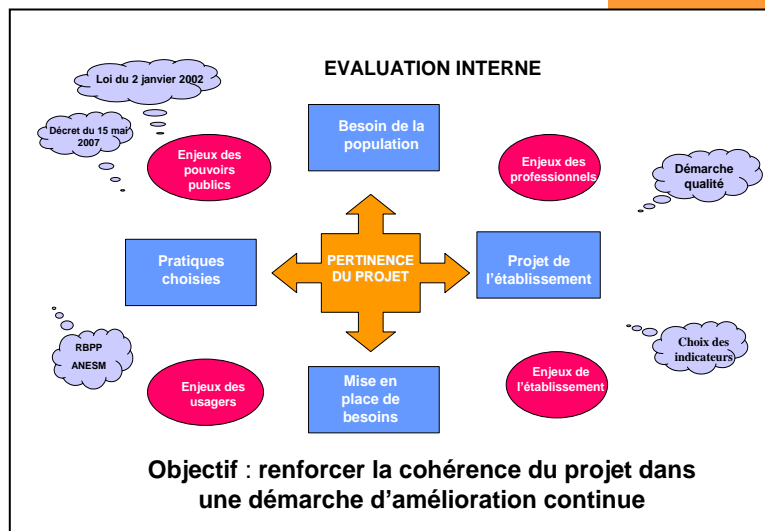 EVALUATION INTERNE
Loi du 2 janvier 2002
Décret du 15 mai
2007
Enjeux des
pouvoirs
publics
Besoin de la
population
Enjeux des
professionnels
Démarche
qualité
Pratiques
choisies
PERTINENCE
DU PROJET
Projet de
l'établissement
RBPP
ANESM
Enjeux des
usagers
Mise en
place de
besoins
Enjeux de
l'établissement
Choix des
indicateurs
Objectif : renforcer la cohérence du projet dans
une démarche d'amélioration continue